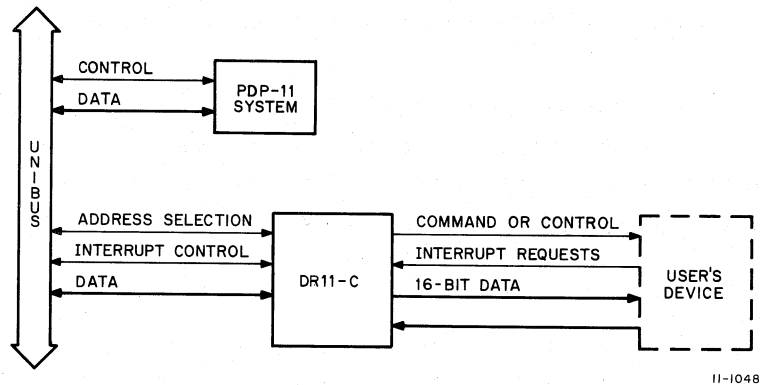 CONTROL
DATA
PDP-11
SYSTEM
UNIBUS
ADDRESS SELECTION
INTERRUPT CONTROL
DATA
DR11-C
COMMAND OR CONTROL
INTERRUPT REQUESTS
16-BIT DATA
USER'S
DEVICE
11-1048